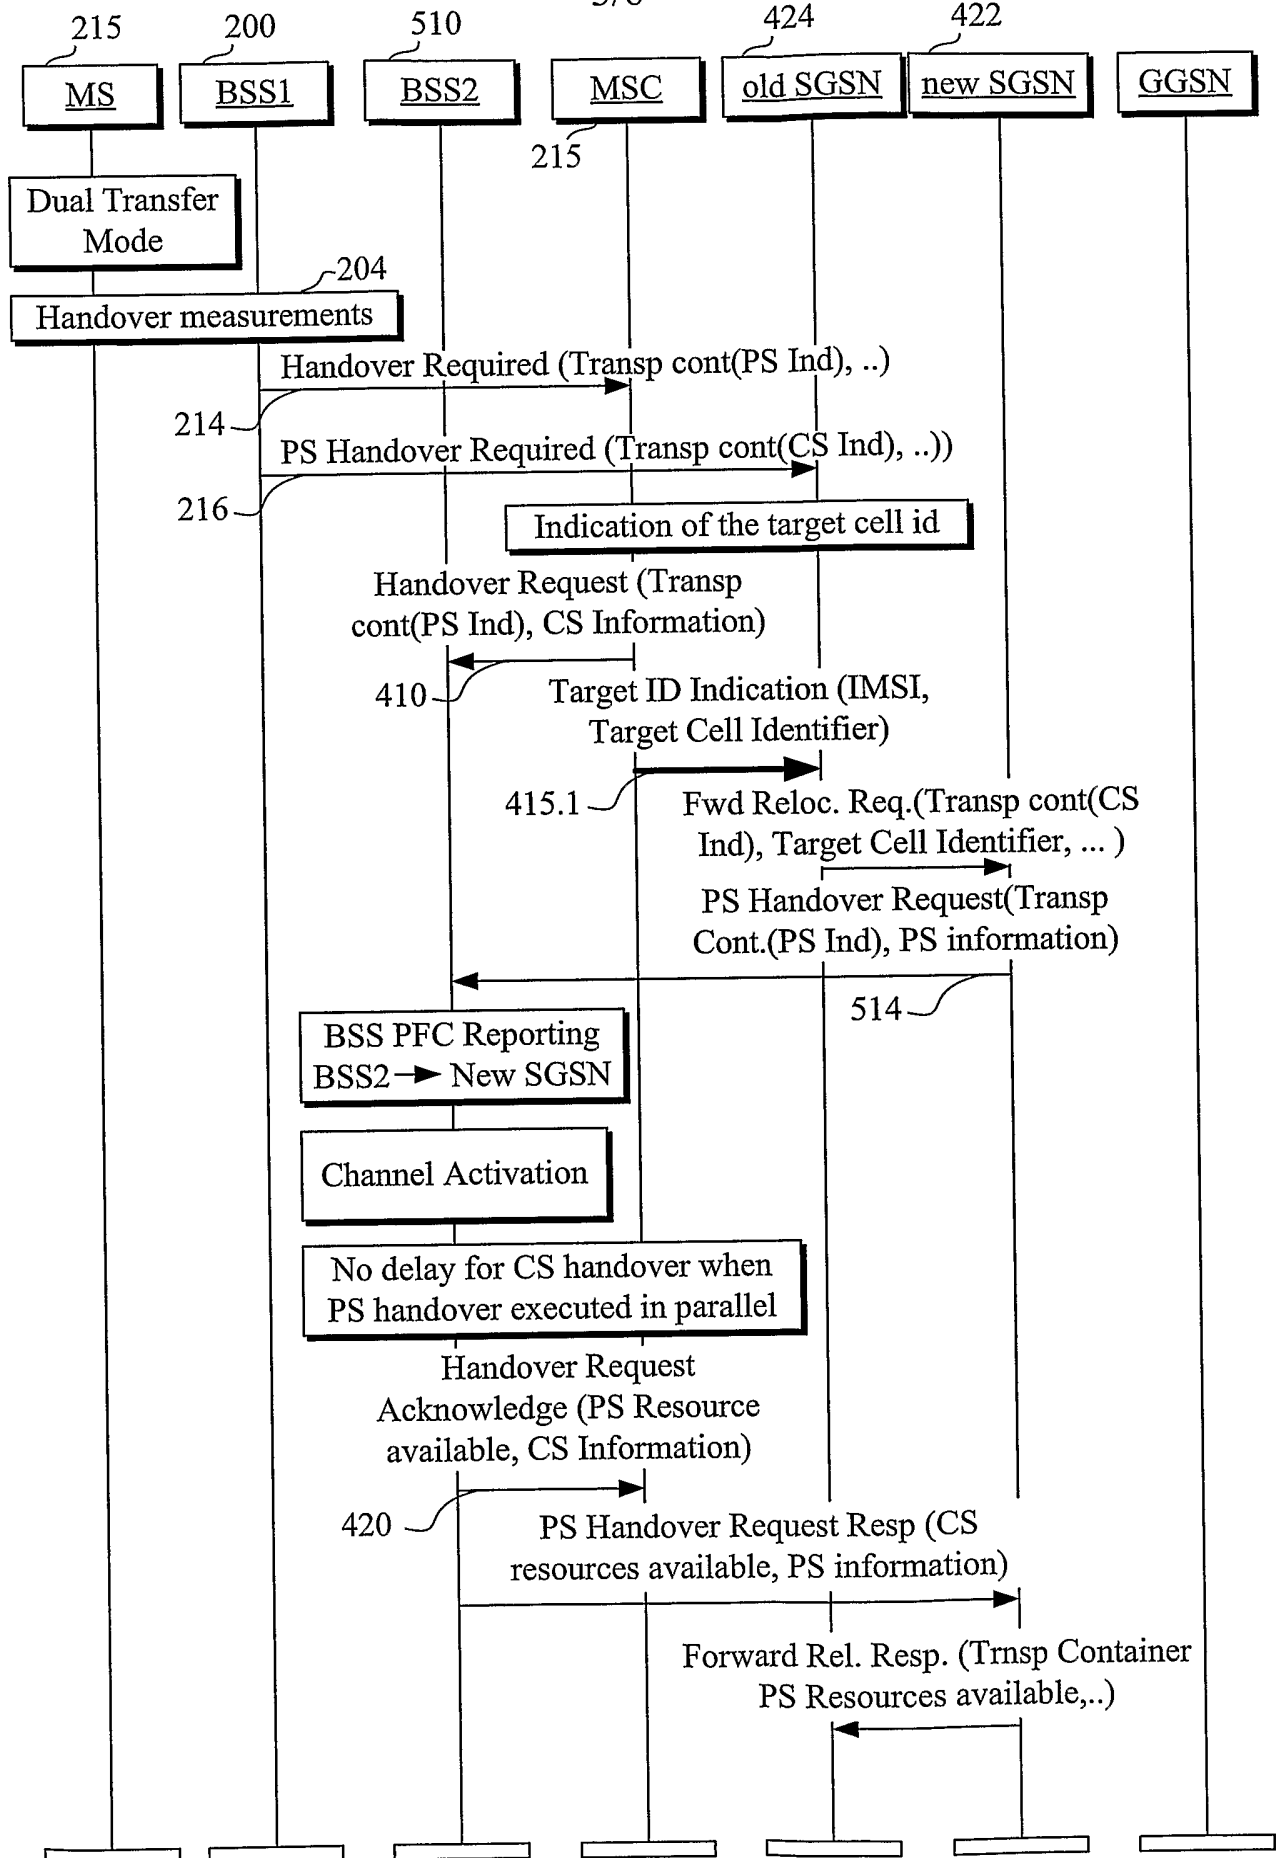 215 200 510 424 422
MS BSS1 BSS2 MSC old SGSN new SGSN GGSN
215
Dual Transfer
Mode
204
Handover measurements
Handover Required (Transp cont(PS Ind), ..)
214
PS Handover Required (Transp cont(CS Ind), ..))
216
Indication of the target cell id
Handover Request (Transp
cont(PS Ind), CS Information)
410
Target ID Indication (IMSI,
Target Cell Identifier)
415.1
Fwd Reloc. Req.(Transp cont(CS
Ind), Target Cell Identifier, ... )
PS Handover Request(Transp
Cont.(PS Ind), PS information)
514
BSS PFC Reporting
BSS2 → New SGSN
Channel Activation
No delay for CS handover when
PS handover executed in parallel
Handover Request
Acknowledge (PS Resource
available, CS Information)
420
PS Handover Request Resp (CS
resources available, PS information)
Forward Rel. Resp. (Trnsp Container
PS Resources available,..)